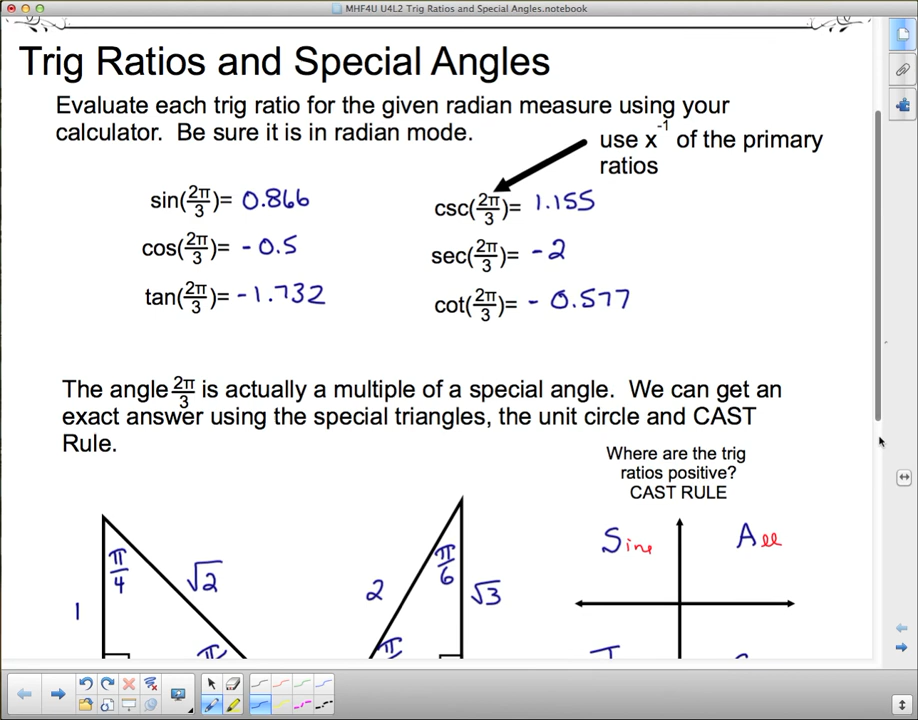 MHF4U U4L2 Trig Ratios and Special Angles.notebook
Trig Ratios and Special Angles
Evaluate each trig ratio for the given radian measure using your
calculator. Be sure it is in radian mode.
use x⁻¹ of the primary
ratios
sin(2π/3)= 0.866
csc(2π/3)= 1.155
cos(2π/3)= -0.5
sec(2π/3)= -2
tan(2π/3)= -1.732
cot(2π/3)= -0.577
The angle 2π/3 is actually a multiple of a special angle. We can get an
exact answer using the special triangles, the unit circle and CAST
Rule.
Where are the trig
ratios positive?
CAST RULE
Sine
All
π/4
√2
1
π/6
2
√3